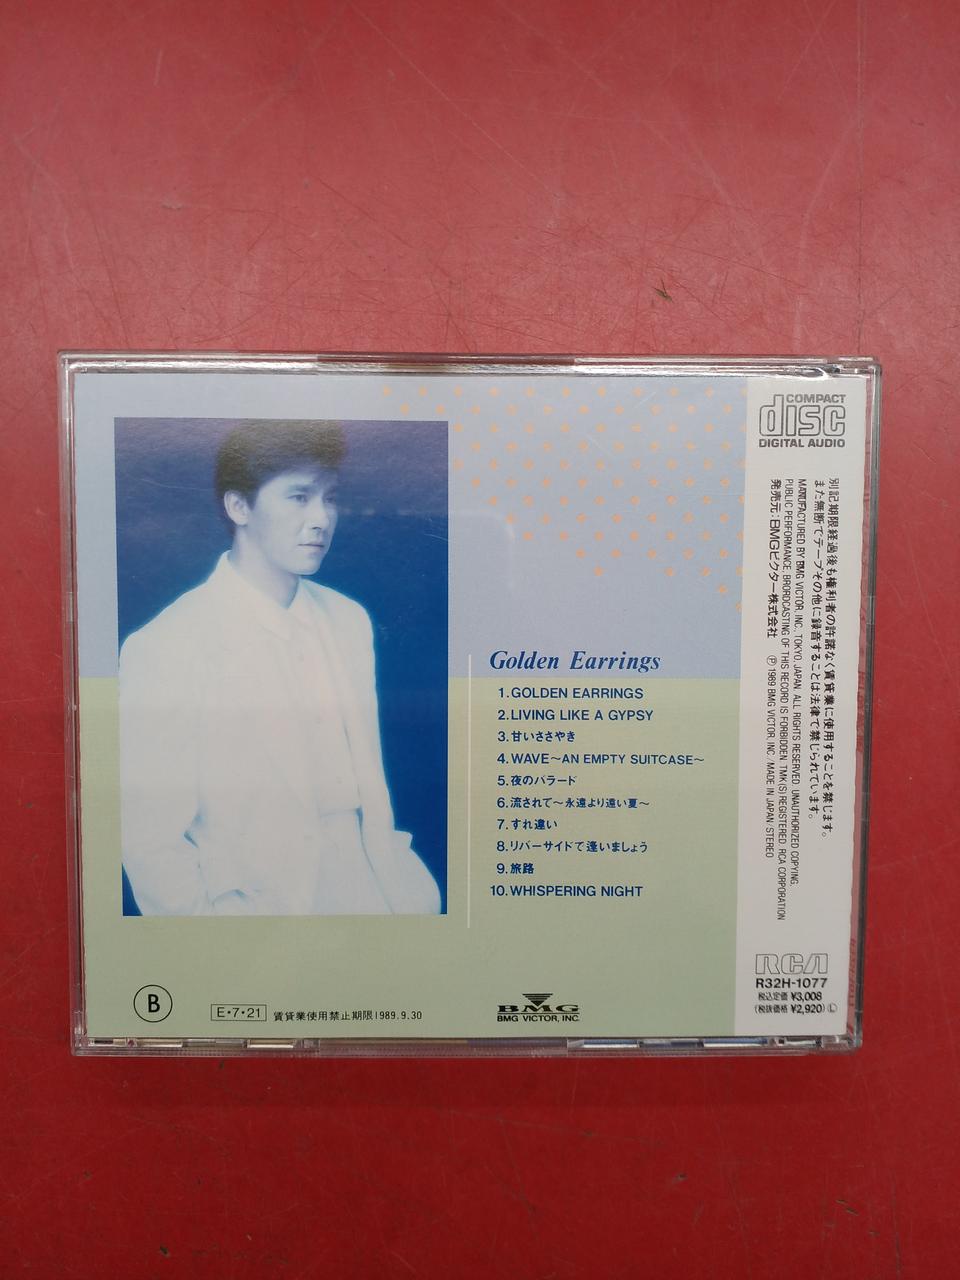 COMPACT
disc
DIGITAL AUDIO
Golden Earrings
1.GOLDEN EARRINGS
2.LIVING LIKE A GYPSY
3.甘いささやき
4.WAVE〜AN EMPTY SUITCASE〜
5.夜のバラード
6.流されて〜永遠より遠い夏〜
7.すれ違い
8.リバーサイドで逢いましょう
9.旅路
10.WHISPERING NIGHT
別記期限経過後も権利者の許諾なく賃貸業に使用することを禁じます。
また無断でテープその他に録音することは法律で禁じられています。
MANUFACTURED BY BMG VICTOR, INC., TOKYO, JAPAN. ALL RIGHTS RESERVED. UNAUTHORIZED COPYING,
PUBLIC PERFORMANCE, BRORDCASTING OF THIS RECORD IS FORBIDDEN. TMK(S) REGISTERED. RCA CORPORATION
発売元:BMGビクター株式会社 Ⓟ1989 BMG VICTOR, INC./MADE IN JAPAN/STEREO
B
E・7・21 賃貸業使用禁止期限1989.9.30
BMG
BMG VICTOR, INC.
RCA
R32H-1077
税込定価 ¥3,008
(税抜価格 ¥2,920) Ⓛ